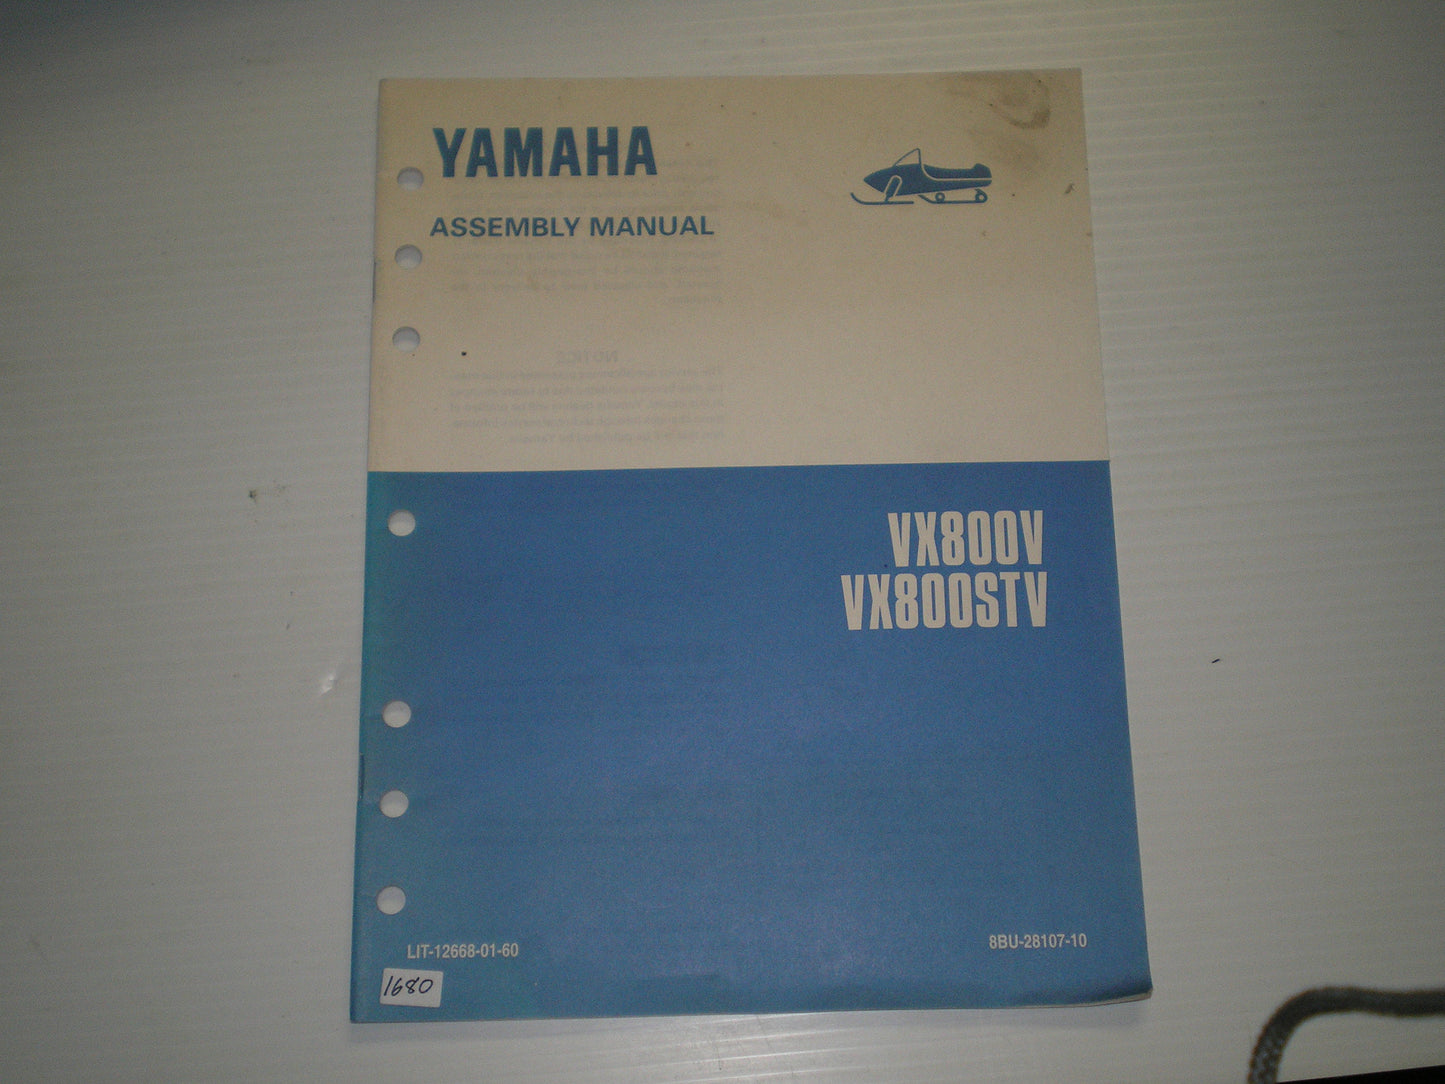 YAMAHA
ASSEMBLY MANUAL
NOTICE
VX800V
VX800STV
LIT-12668-01-60
8BU-28107-10
1680